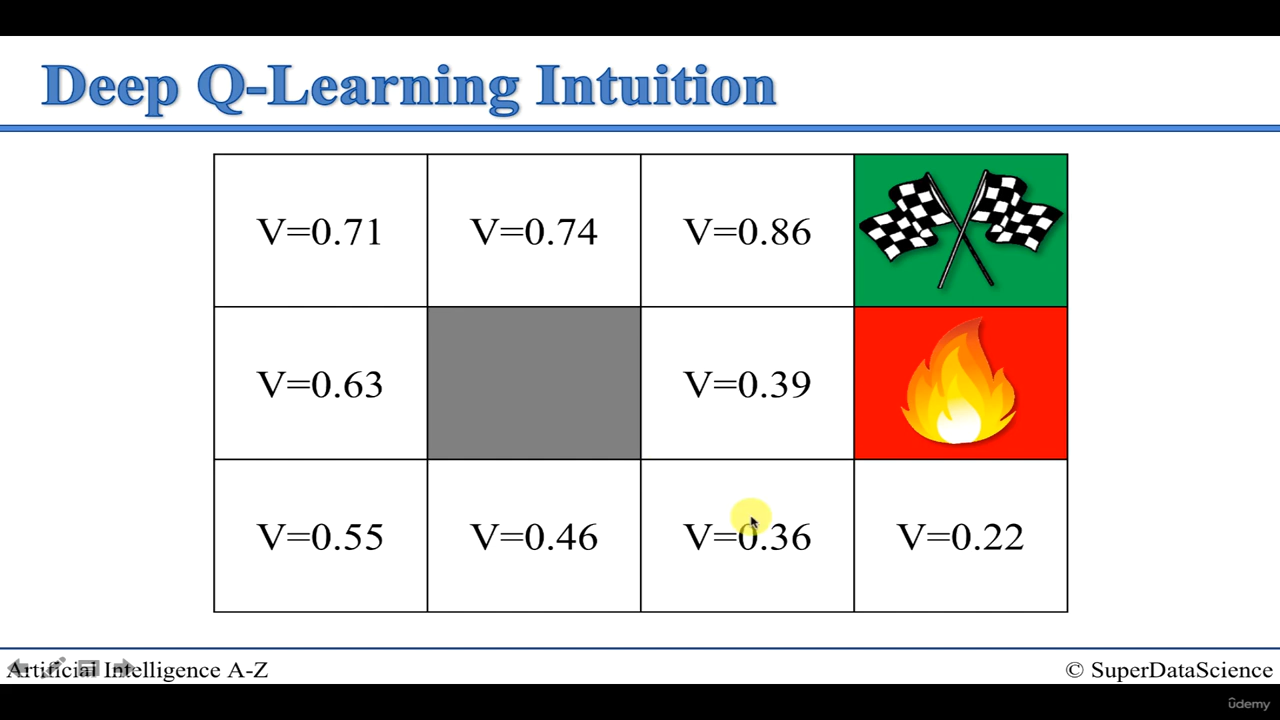 Deep Q-Learning Intuition
V=0.71 V=0.74 V=0.86
V=0.63 V=0.39
V=0.55 V=0.46 V=0.36 V=0.22
Artificial Intelligence A-Z © SuperDataScience
ûdemy